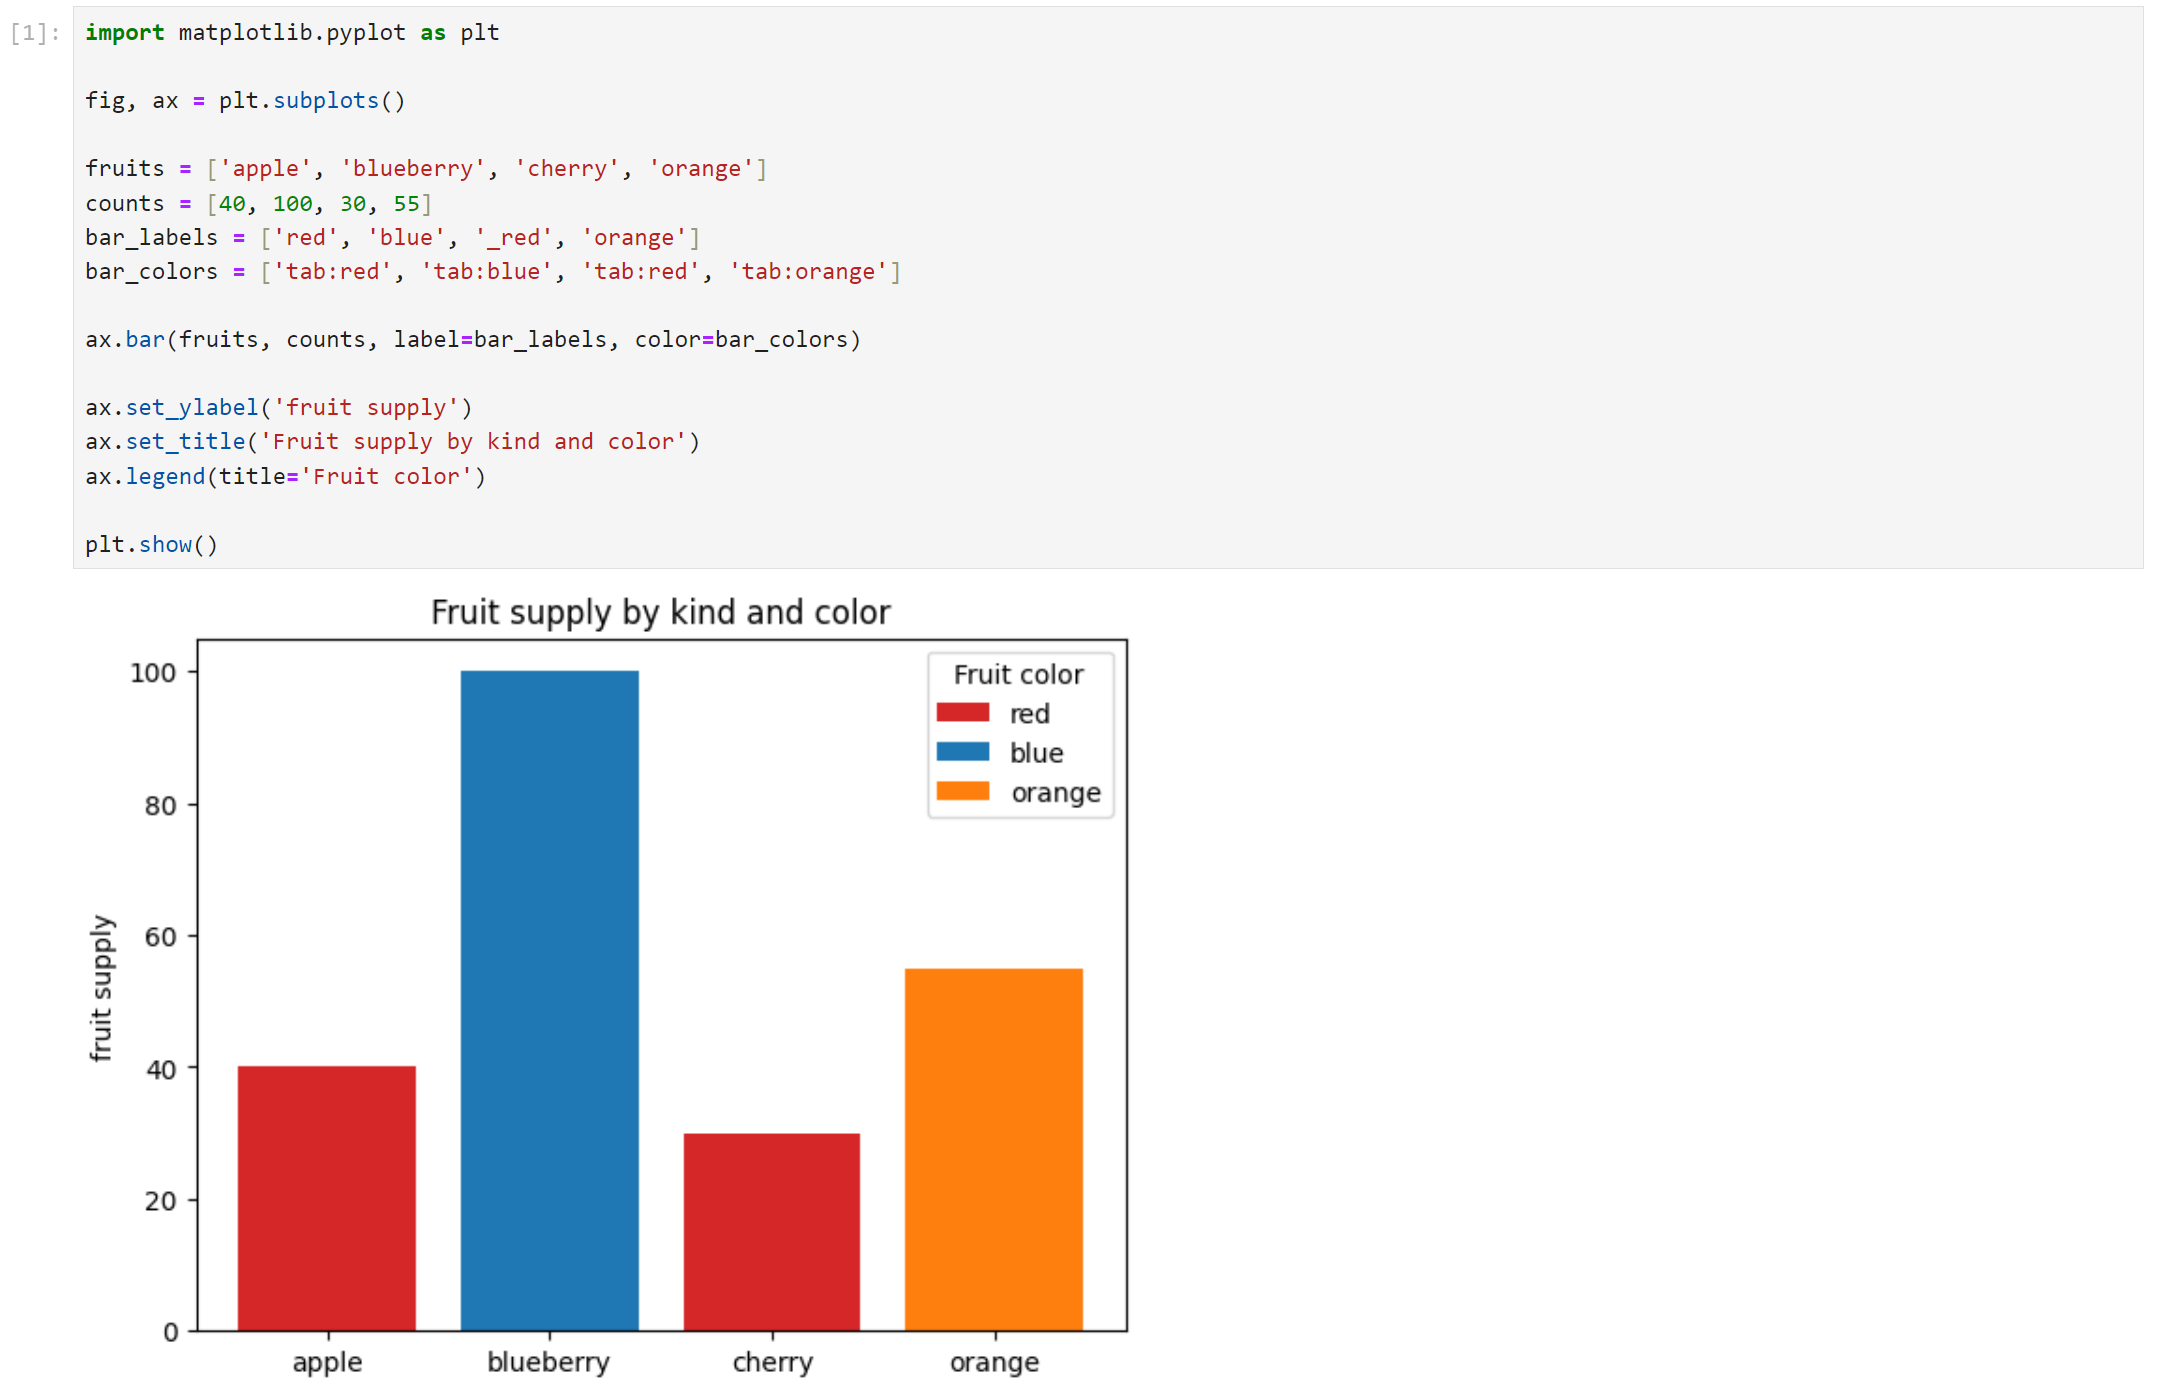 [1]:
import matplotlib.pyplot as plt
fig, ax = plt.subplots()
fruits = ['apple', 'blueberry', 'cherry', 'orange']
counts = [40, 100, 30, 55]
bar_labels = ['red', 'blue', '_red', 'orange']
bar_colors = ['tab:red', 'tab:blue', 'tab:red', 'tab:orange']
ax.bar(fruits, counts, label=bar_labels, color=bar_colors)
ax.set_ylabel('fruit supply')
ax.set_title('Fruit supply by kind and color')
ax.legend(title='Fruit color')
plt.show()
Fruit supply by kind and color
Fruit color
red
blue
orange
fruit supply
100
80
60
40
20
0
apple blueberry cherry orange